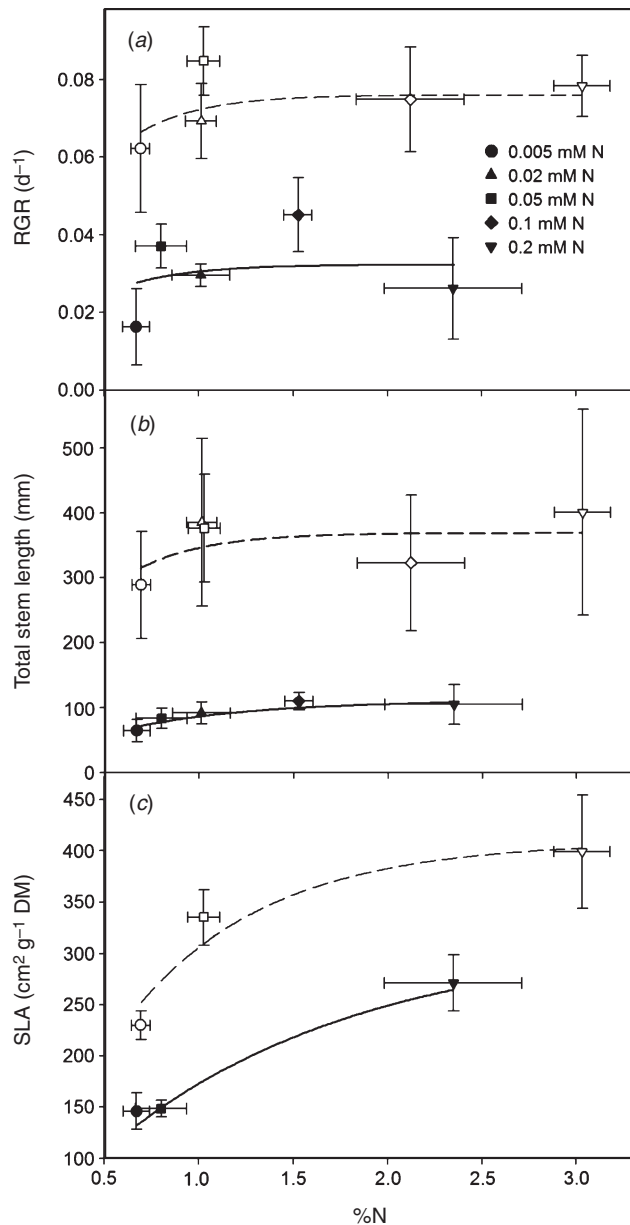 (a)
0.08
0.06
0.04
0.02
0.00
RGR (d⁻¹)
0.005 mM N
0.02 mM N
0.05 mM N
0.1 mM N
0.2 mM N
(b)
500
400
300
200
100
0
Total stem length (mm)
(c)
450
400
350
300
250
200
150
100
SLA (cm² g⁻¹ DM)
0.5 1.0 1.5 2.0 2.5 3.0
%N